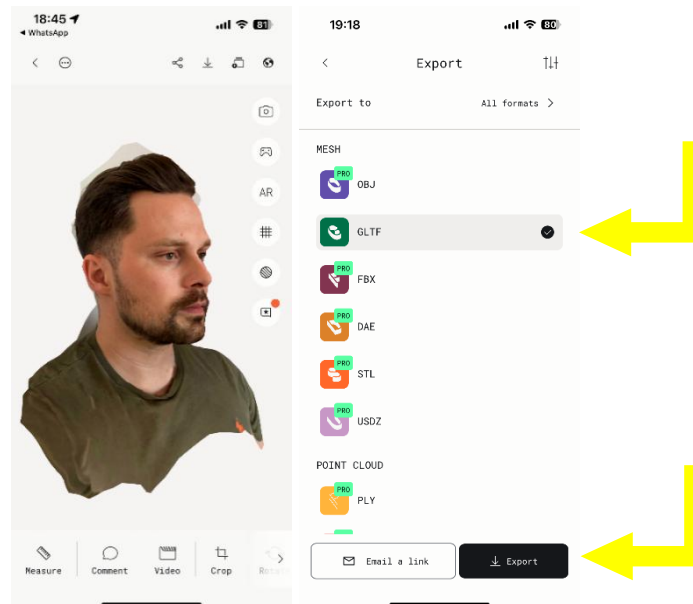 18:45
81
◀ WhatsApp
AR
Measure
Comment
Video
Crop
19:18
80
Export
Export to
All formats >
MESH
PRO
OBJ
GLTF
PRO
FBX
PRO
DAE
PRO
STL
PRO
USDZ
POINT CLOUD
PRO
PLY
Email a link
Export